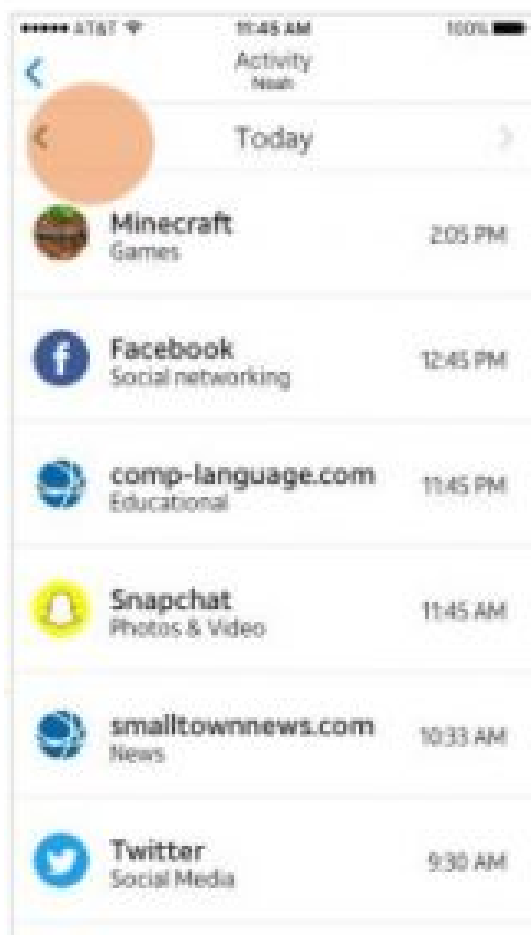 AT&T 11:45 AM 100%
Activity
Noah
Today
Minecraft 2:05 PM
Games
Facebook 12:45 PM
Social networking
comp-language.com 11:45 PM
Educational
Snapchat 11:45 AM
Photos & Video
smalltownnews.com 10:33 AM
News
Twitter 9:30 AM
Social Media